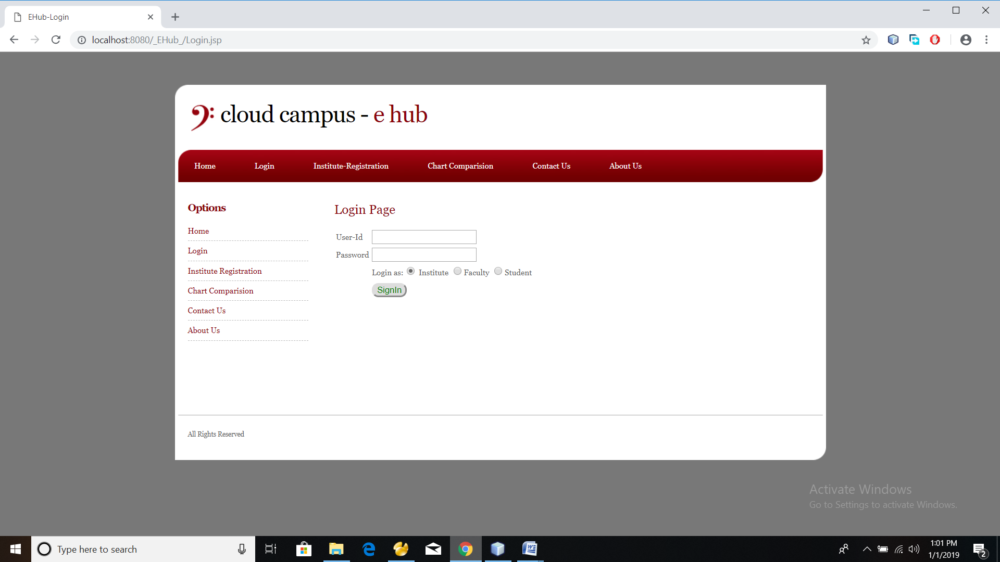 EHub-Login
localhost:8080/_EHub_/Login.jsp
cloud campus - e hub
Home Login Institute-Registration Chart Comparision Contact Us About Us
Options
Home
Login
Institute Registration
Chart Comparision
Contact Us
About Us
Login Page
User-Id
Password
Login as: Institute Faculty Student
SignIn
All Rights Reserved
Activate Windows
Go to Settings to activate Windows.
Type here to search
1:01 PM
1/1/2019
2